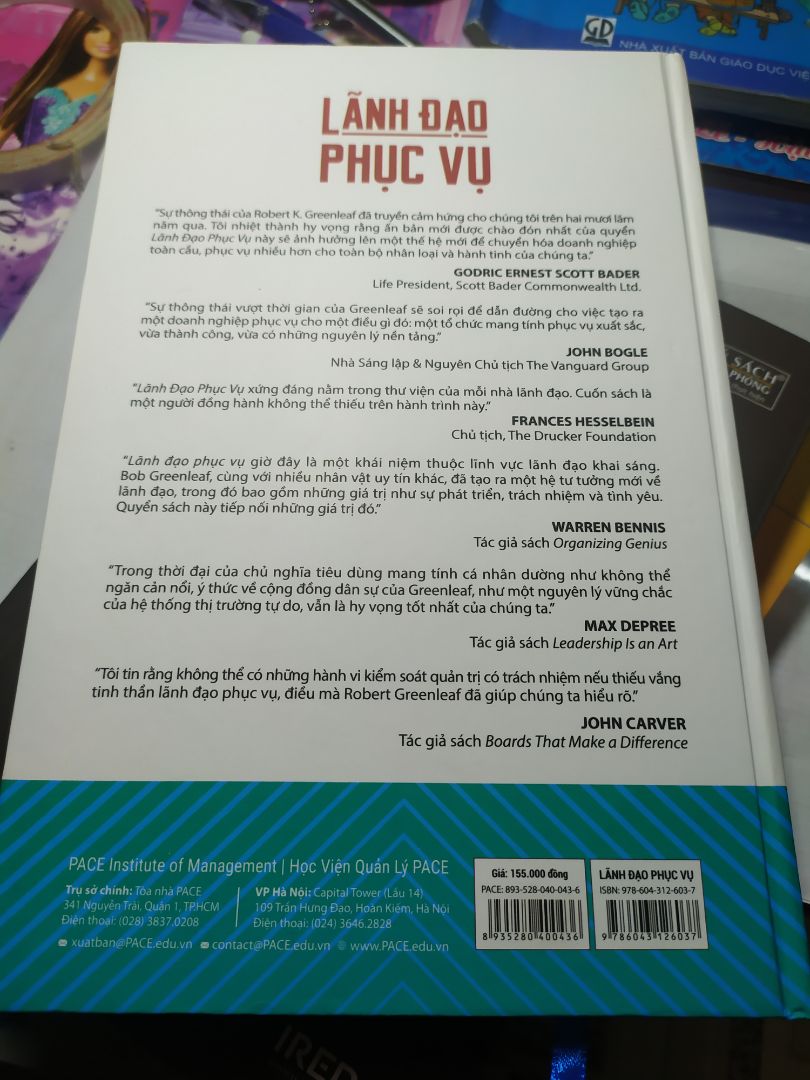 GD
NHÀ XUẤT BẢN GIÁO DỤC VIỆ
LÃNH ĐẠO
PHỤC VỤ
“Sự thông thái của Robert K. Greenleaf đã truyền cảm hứng cho chúng tôi trên hai mươi lăm
năm qua. Tôi nhiệt thành hy vọng rằng ấn bản mới được chào đón nhất của quyển
Lãnh Đạo Phục Vụ này sẽ ảnh hưởng lên một thế hệ mới để chuyển hóa doanh nghiệp
toàn cầu, phục vụ nhiều hơn cho toàn bộ nhân loại và hành tinh của chúng ta.”
GODRIC ERNEST SCOTT BADER
Life President, Scott Bader Commonwealth Ltd.
“Sự thông thái vượt thời gian của Greenleaf sẽ soi rọi để dẫn đường cho việc tạo ra
một doanh nghiệp phục vụ cho một điều gì đó: một tổ chức mang tính phục vụ xuất sắc,
vừa thành công, vừa có những nguyên lý nền tảng.”
JOHN BOGLE
Nhà Sáng lập & Nguyên Chủ tịch The Vanguard Group
“Lãnh Đạo Phục Vụ xứng đáng nằm trong thư viện của mỗi nhà lãnh đạo. Cuốn sách là
một người đồng hành không thể thiếu trên hành trình này.”
FRANCES HESSELBEIN
Chủ tịch, The Drucker Foundation
“Lãnh đạo phục vụ giờ đây là một khái niệm thuộc lĩnh vực lãnh đạo khai sáng.
Bob Greenleaf, cùng với nhiều nhân vật uy tín khác, đã tạo ra một hệ tư tưởng mới về
lãnh đạo, trong đó bao gồm những giá trị như sự phát triển, trách nhiệm và tình yêu.
Quyển sách này tiếp nối những giá trị đó.”
WARREN BENNIS
Tác giả sách Organizing Genius
“Trong thời đại của chủ nghĩa tiêu dùng mang tính cá nhân dường như không thể
ngăn cản nổi, ý thức về cộng đồng dân sự của Greenleaf, như một nguyên lý vững chắc
của hệ thống thị trường tự do, vẫn là hy vọng tốt nhất của chúng ta.”
MAX DEPREE
Tác giả sách Leadership Is an Art
“Tôi tin rằng không thể có những hành vi kiểm soát quản trị có trách nhiệm nếu thiếu vắng
tinh thần lãnh đạo phục vụ, điều mà Robert Greenleaf đã giúp chúng ta hiểu rõ.”
JOHN CARVER
Tác giả sách Boards That Make a Difference
SÁCH
PHÒNG
PACE Institute of Management | Học Viện Quản Lý PACE
Trụ sở chính: Tòa nhà PACE
341 Nguyễn Trãi, Quận 1, TP.HCM
Điện thoại: (028) 3837.0208
VP Hà Nội: Capital Tower (Lầu 14)
109 Trần Hưng Đạo, Hoàn Kiếm, Hà Nội
Điện thoại: (024) 3646.2828
xuatban@PACE.edu.vn contact@PACE.edu.vn www.PACE.edu.vn
Giá: 155.000 đồng
PACE: 893-528-040-043-6
8 935280 400436
LÃNH ĐẠO PHỤC VỤ
ISBN: 978-604-312-603-7
9 786043 126037
IRED